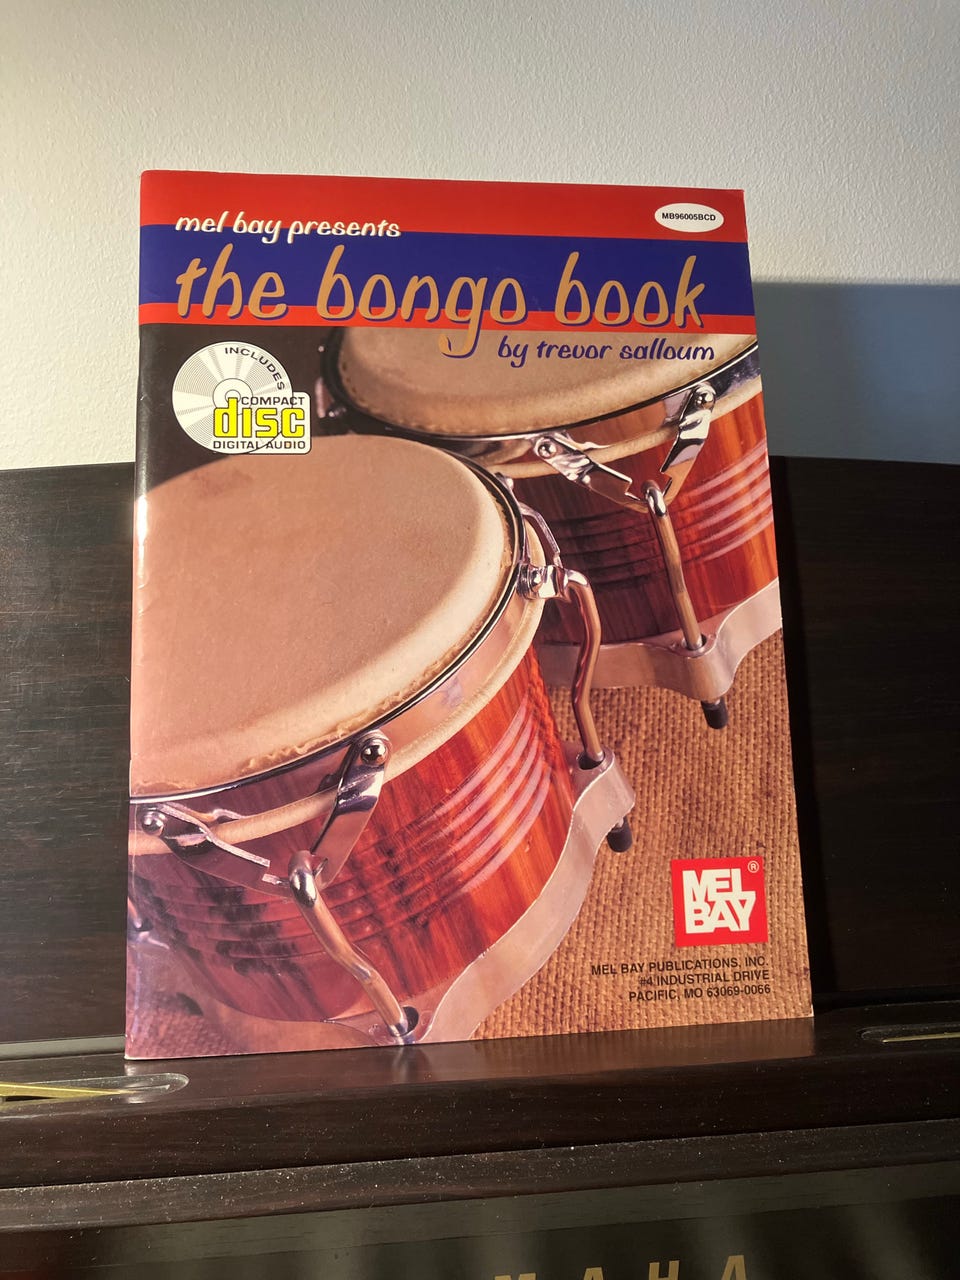 MB96005BCD
mel bay presents
the bongo book
by trevor salloum
INCLUDES
COMPACT
disc
DIGITAL AUDIO
MEL
BAY
®
MEL BAY PUBLICATIONS, INC.
#4 INDUSTRIAL DRIVE
PACIFIC, MO 63069-0066
MAHA